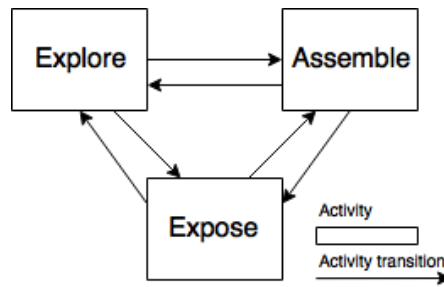 Explore
Assemble
Expose
Activity
Activity transition